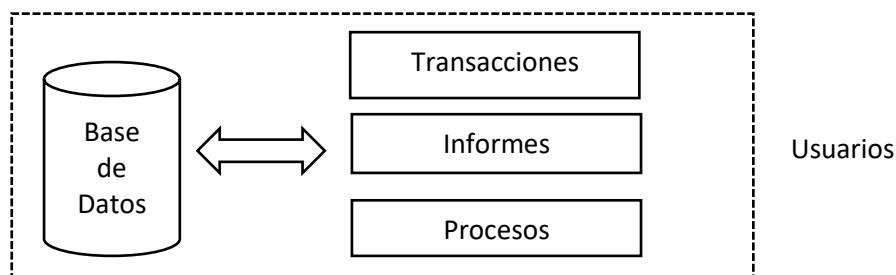 Transacciones
Base
de
Datos
Informes
Procesos
Usuarios